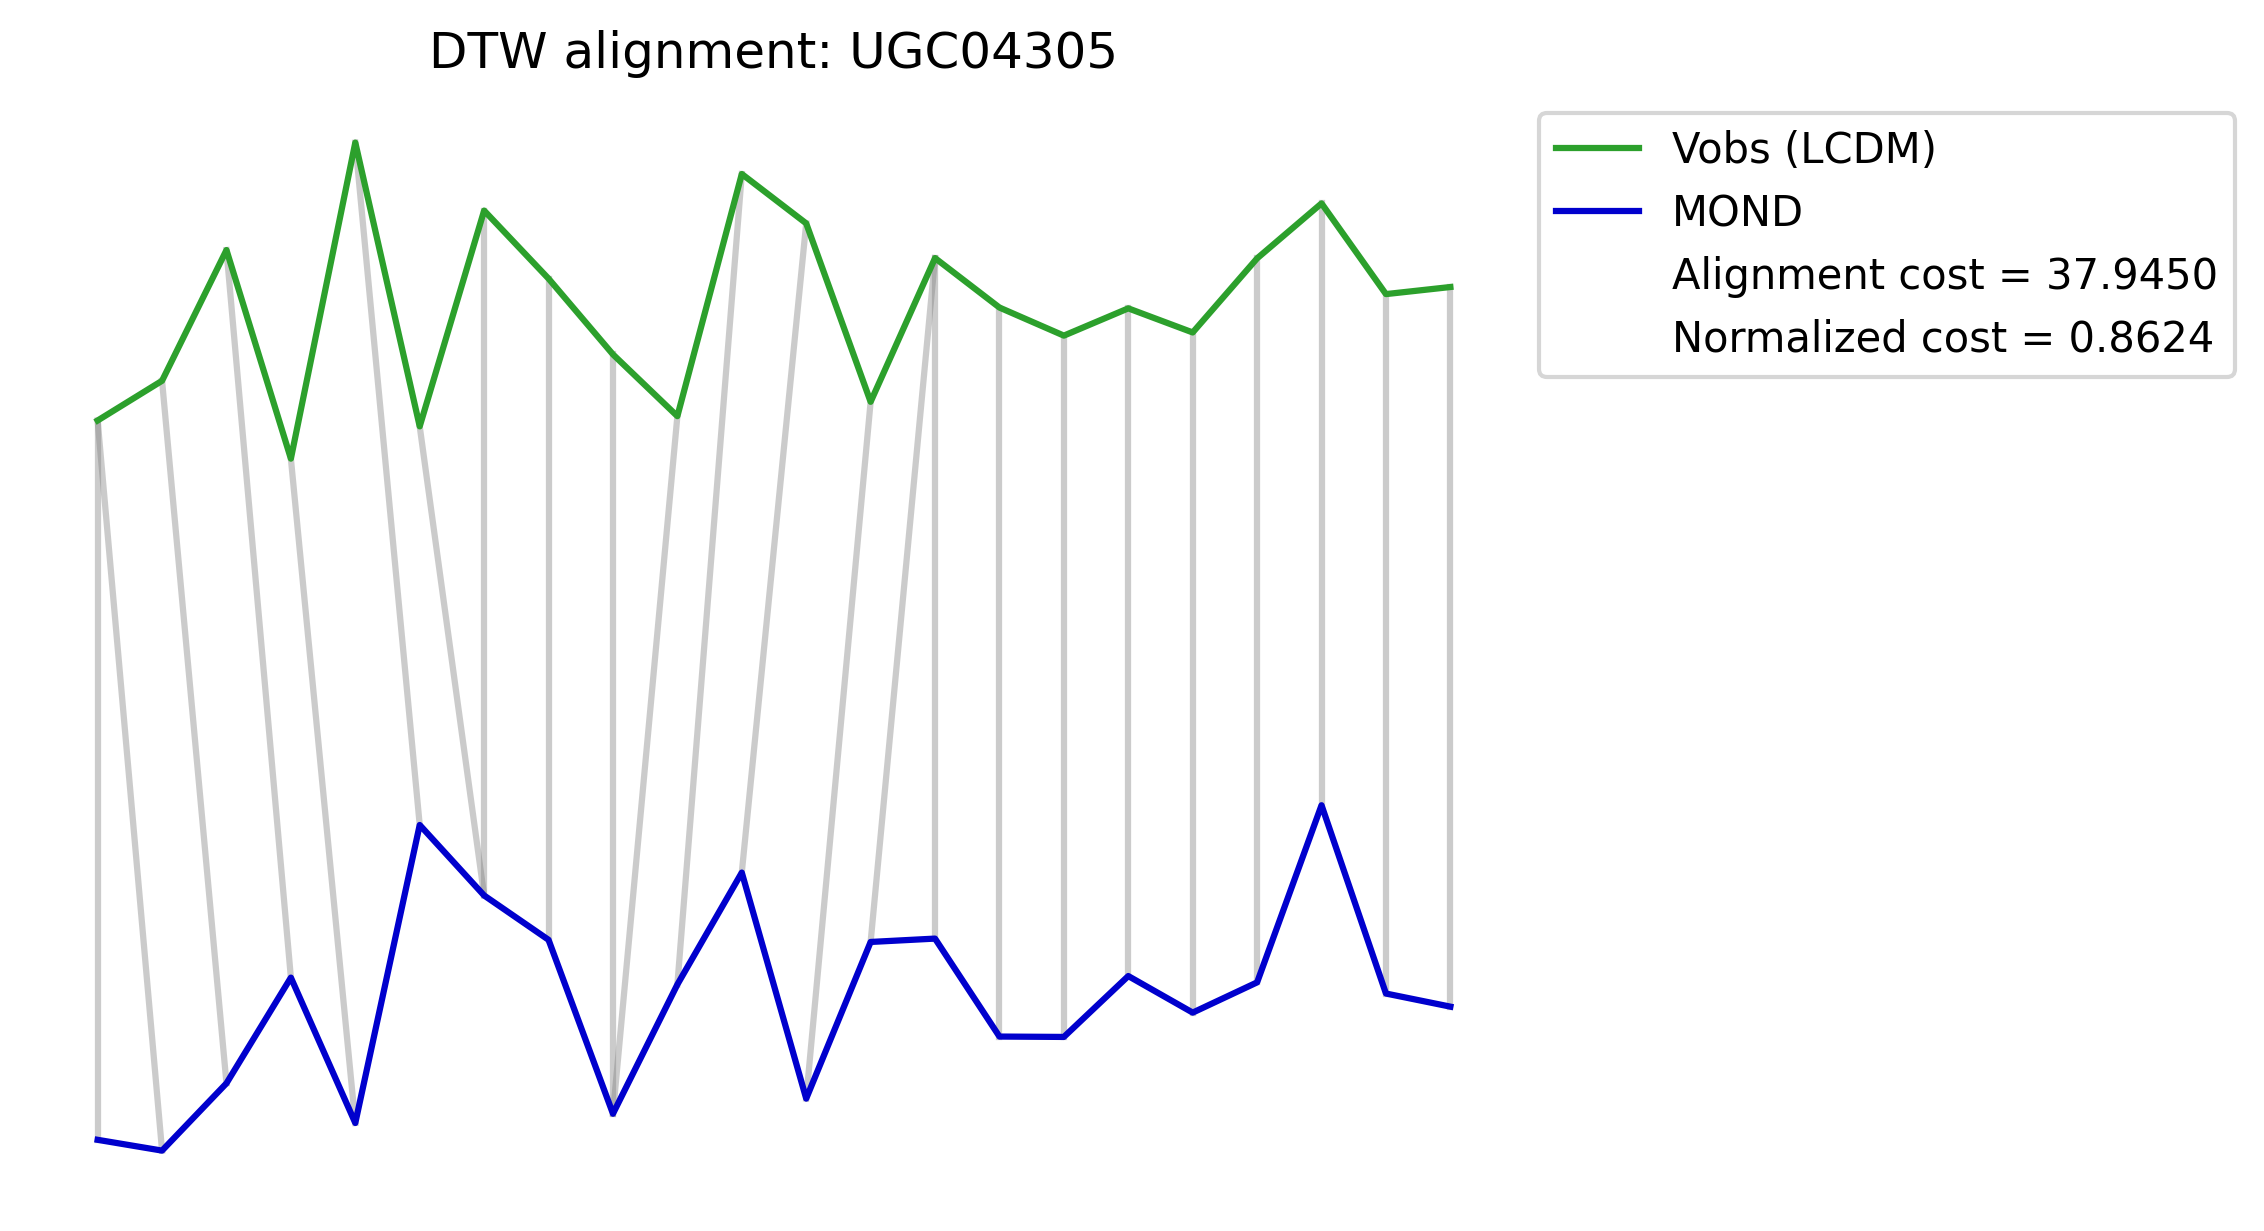 DTW alignment: UGC04305
Vobs (LCDM)
MOND
Alignment cost = 37.9450
Normalized cost = 0.8624